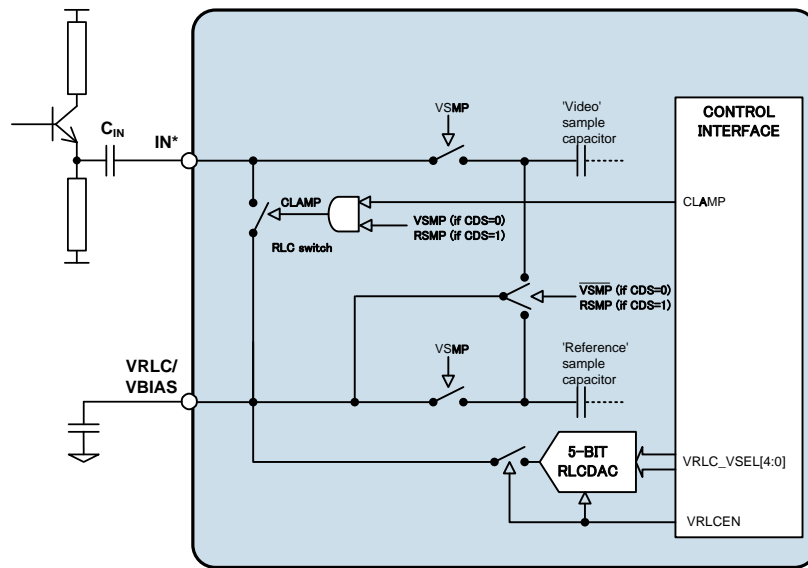 VSMP
'Video'
sample
capacitor
CONTROL
INTERFACE
CIN
IN*
CLAMP
CLAMP
VSMP (if CDS=0)
RSMP (if CDS=1)
RLC switch
VSMP (if CDS=0)
RSMP (if CDS=1)
VRLC/
VBIAS
VSMP
'Reference'
sample
capacitor
5-BIT
RLCDAC
VRLC_VSEL[4:0]
VRLCEN